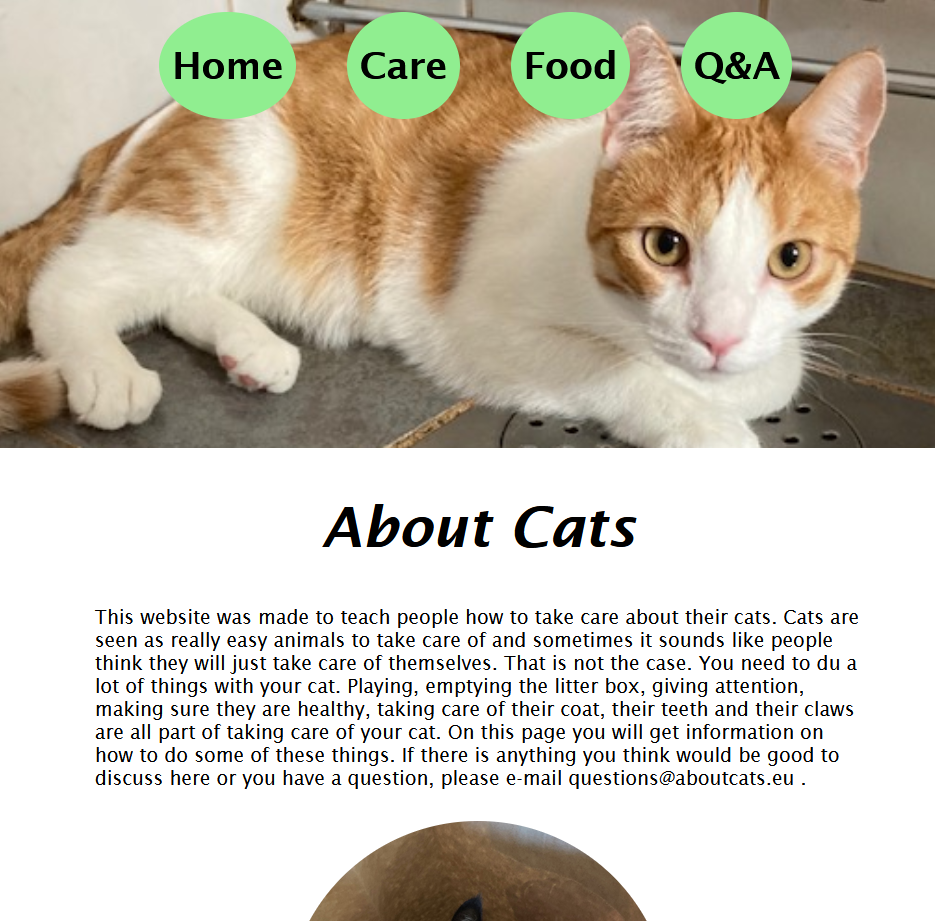 Home Care Food Q&A
About Cats
This website was made to teach people how to take care about their cats. Cats are
seen as really easy animals to take care of and sometimes it sounds like people
think they will just take care of themselves. That is not the case. You need to du a
lot of things with your cat. Playing, emptying the litter box, giving attention,
making sure they are healthy, taking care of their coat, their teeth and their claws
are all part of taking care of your cat. On this page you will get information on
how to do some of these things. If there is anything you think would be good to
discuss here or you have a question, please e-mail questions@aboutcats.eu .